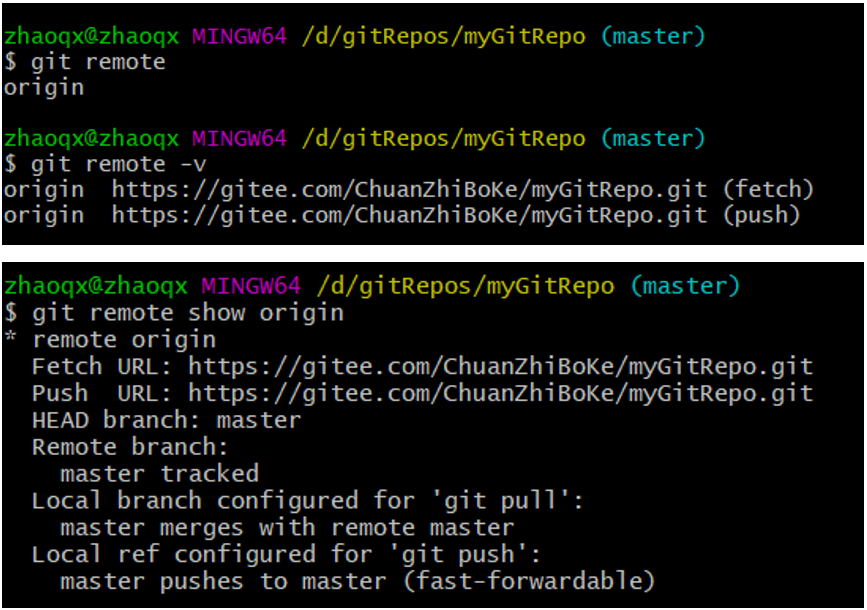 zhaoqx@zhaoqx MINGW64 /d/gitRepos/myGitRepo (master)
$ git remote
origin
zhaoqx@zhaoqx MINGW64 /d/gitRepos/myGitRepo (master)
$ git remote -v
origin  https://gitee.com/ChuanZhiBoKe/myGitRepo.git (fetch)
origin  https://gitee.com/ChuanZhiBoKe/myGitRepo.git (push)
zhaoqx@zhaoqx MINGW64 /d/gitRepos/myGitRepo (master)
$ git remote show origin
* remote origin
  Fetch URL: https://gitee.com/ChuanZhiBoKe/myGitRepo.git
  Push  URL: https://gitee.com/ChuanZhiBoKe/myGitRepo.git
  HEAD branch: master
  Remote branch:
    master tracked
  Local branch configured for 'git pull':
    master merges with remote master
  Local ref configured for 'git push':
    master pushes to master (fast-forwardable)